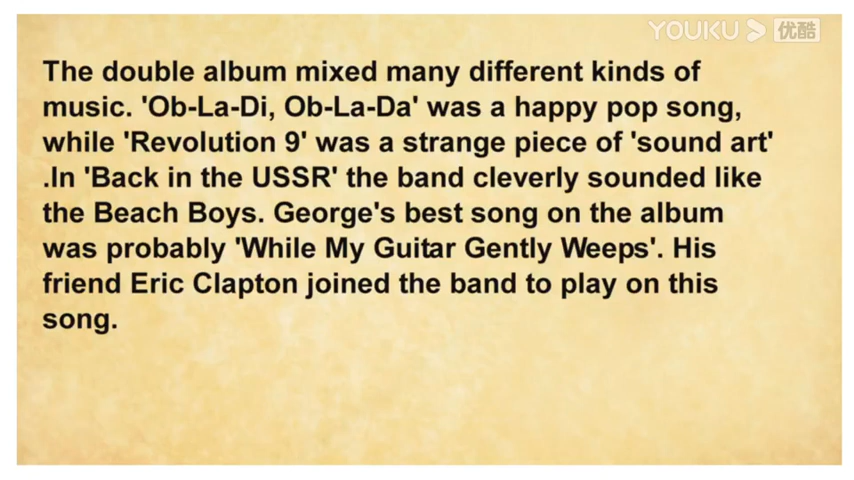 YOUKU 优酷
The double album mixed many different kinds of
music. 'Ob-La-Di, Ob-La-Da' was a happy pop song,
while 'Revolution 9' was a strange piece of 'sound art'
.In 'Back in the USSR' the band cleverly sounded like
the Beach Boys. George's best song on the album
was probably 'While My Guitar Gently Weeps'. His
friend Eric Clapton joined the band to play on this
song.